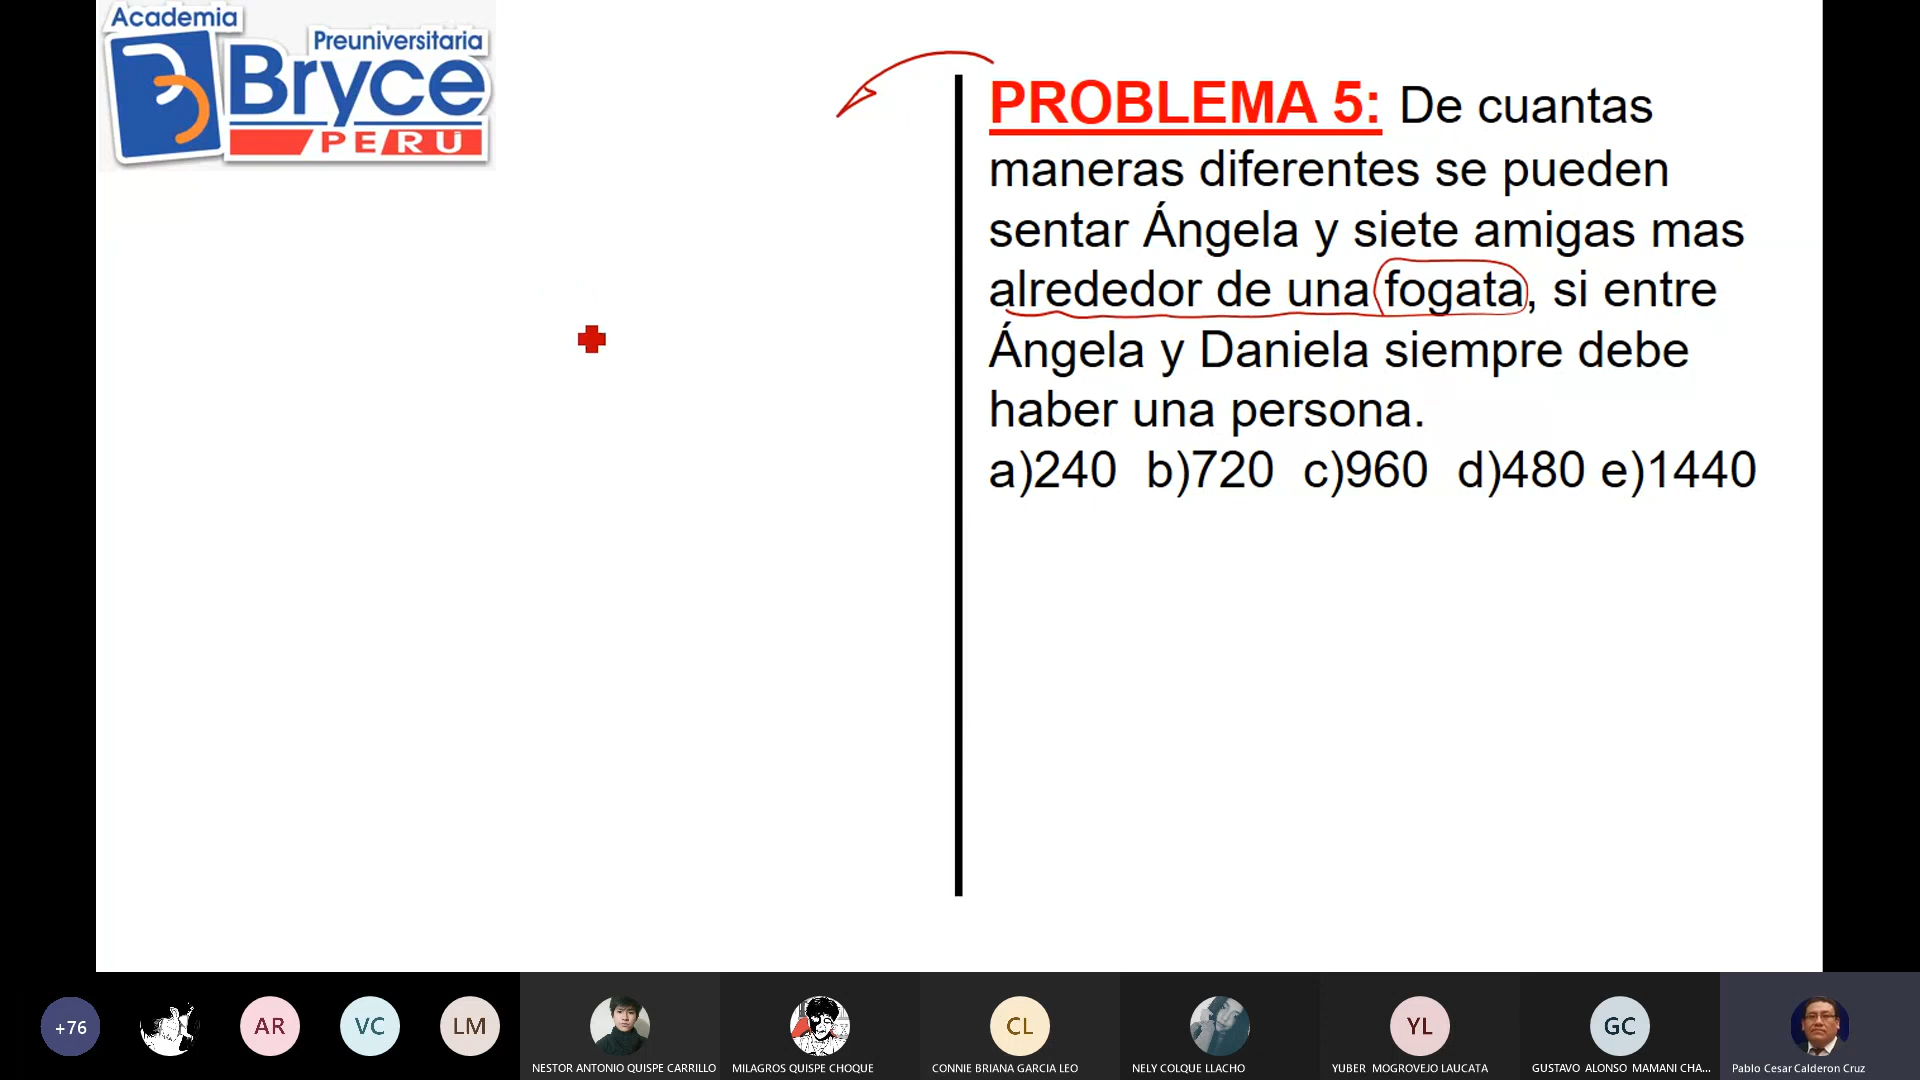 Academia
Preuniversitaria
Bryce
PERÚ
PROBLEMA 5: De cuantas
maneras diferentes se pueden
sentar Ángela y siete amigas mas
alrededor de una fogata, si entre
Ángela y Daniela siempre debe
haber una persona.
a)240 b)720 c)960 d)480 e)1440
+76
AR
VC
LM
CL
YL
GC
NESTOR ANTONIO QUISPE CARRILLO
MILAGROS QUISPE CHOQUE
CONNIE BRIANA GARCIA LEO
NELY COLQUE LLACHO
YUBER MOGROVEJO LAUCATA
GUSTAVO ALONSO MAMANI CHA...
Pablo Cesar Calderon Cruz